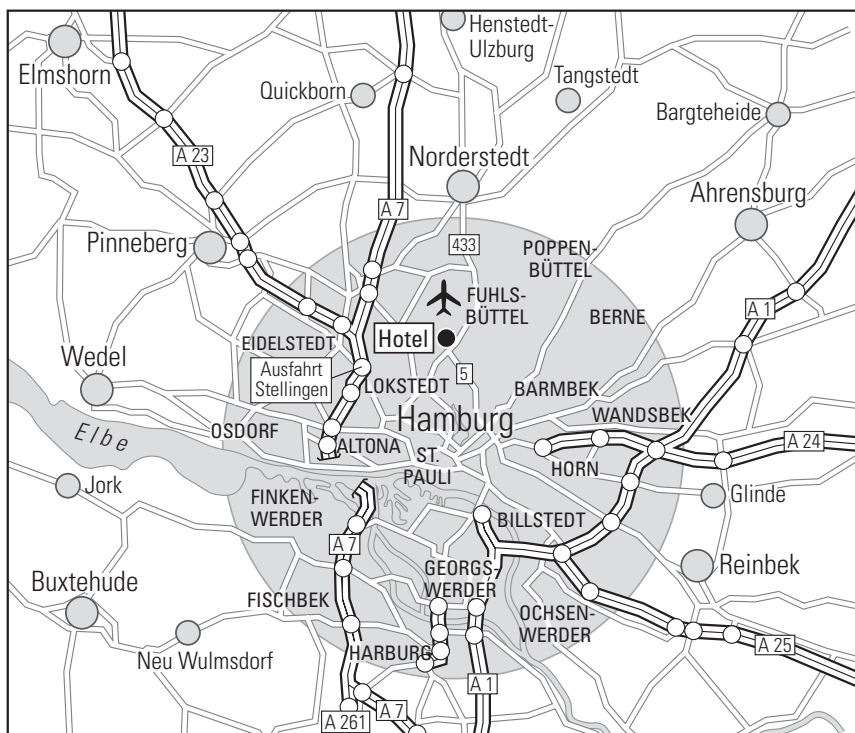 Henstedt-
Ulzburg
Elmshorn
Quickborn
Tangstedt
Bargteheide
A 23
Norderstedt
Ahrensburg
A 7
Pinneberg
433
POPPEN-
BÜTTEL
FUHLS-
BÜTTEL
A 1
BERNE
Hotel
EIDELSTEDT
Wedel
Ausfahrt
Stellingen
5
LOKSTEDT
BARMBEK
Hamburg
WANDSBEK
Elbe
OSDORF
ALTONA
ST.
PAULI
A 24
HORN
Jork
FINKEN-
WERDER
Glinde
BILLSTEDT
A 7
GEORGS-
WERDER
Reinbek
Buxtehude
FISCHBEK
OCHSEN-
WERDER
Neu Wulmsdorf
HARBURG
A 25
A 1
A 261
A 7